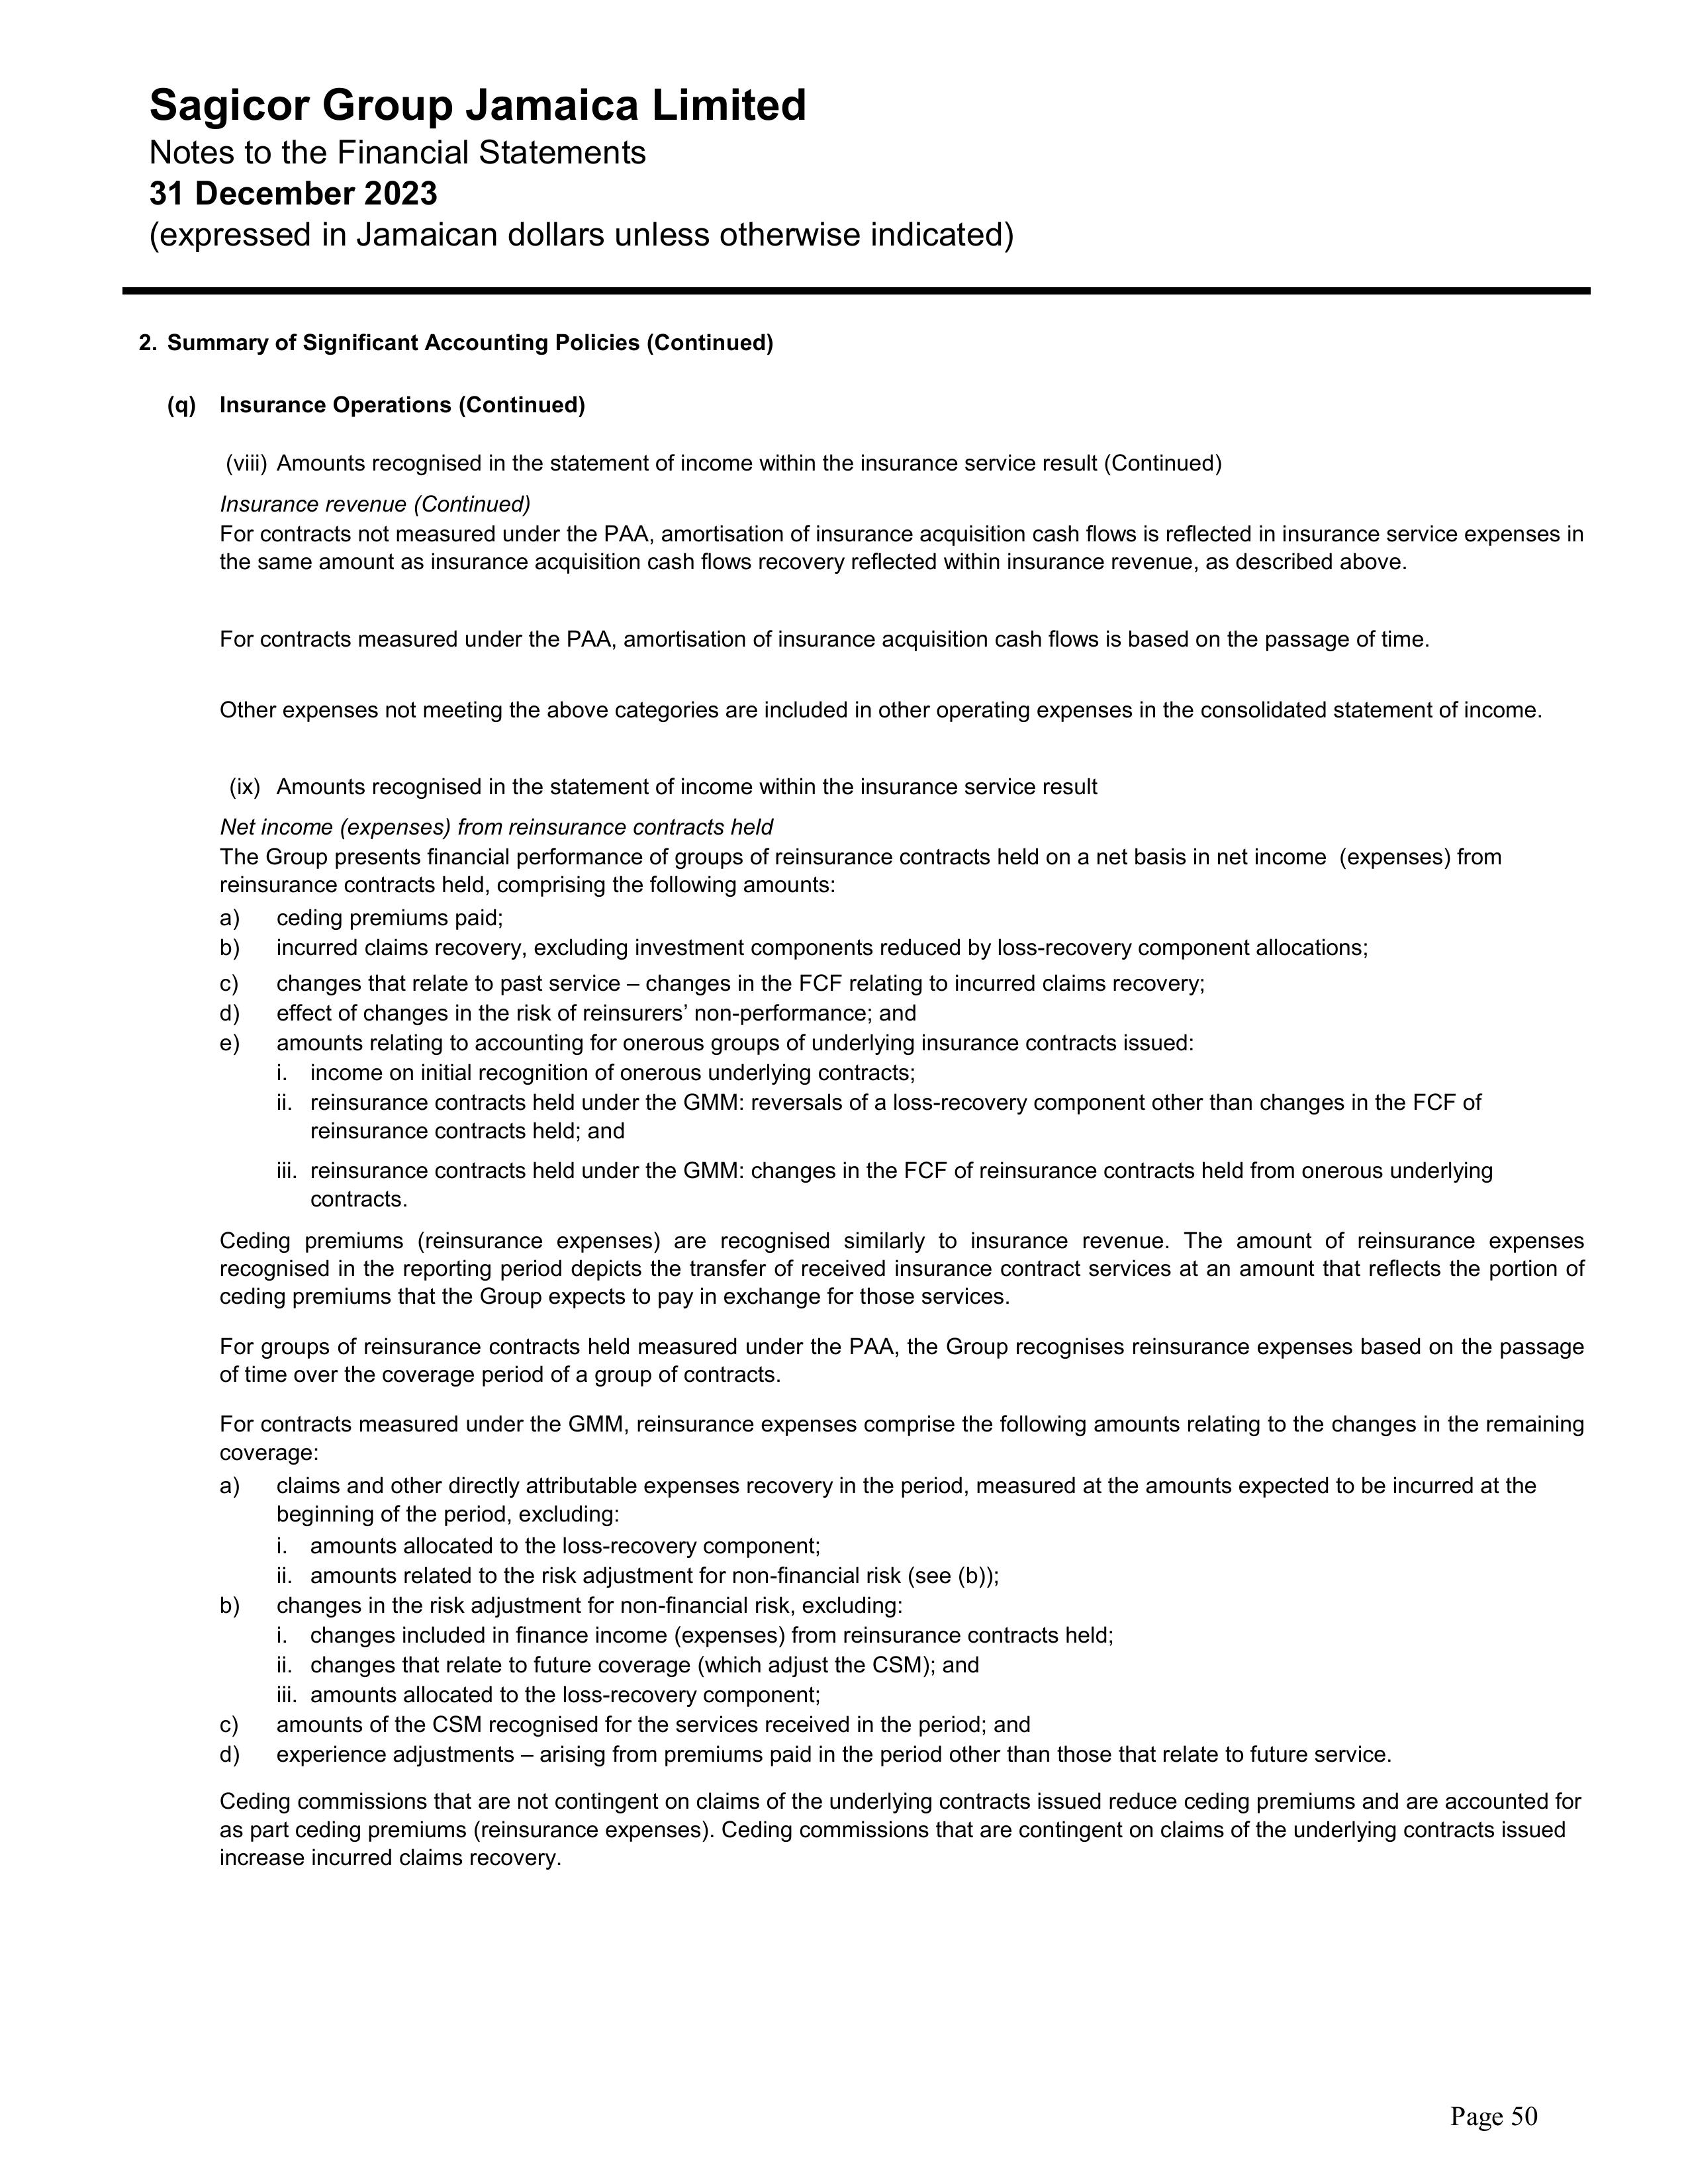 Sagicor Group Jamaica Limited
Notes to the Financial Statements
31 December 2023
(expressed in Jamaican dollars unless otherwise indicated)
2. Summary of Significant Accounting Policies (Continued)
(q) Insurance Operations (Continued)
(viii) Amounts recognised in the statement of income within the insurance service result (Continued)
Insurance revenue (Continued)
For contracts not measured under the PAA, amortisation of insurance acquisition cash flows is reflected in insurance service expenses in
the same amount as insurance acquisition cash flows recovery reflected within insurance revenue, as described above.
For contracts measured under the PAA, amortisation of insurance acquisition cash flows is based on the passage of time.
Other expenses not meeting the above categories are included in other operating expenses in the consolidated statement of income.
(ix) Amounts recognised in the statement of income within the insurance service result
Net income (expenses) from reinsurance contracts held
The Group presents financial performance of groups of reinsurance contracts held on a net basis in net income (expenses) from
reinsurance contracts held, comprising the following amounts:
a) ceding premiums paid;
b) incurred claims recovery, excluding investment components reduced by loss-recovery component allocations;
c) changes that relate to past service – changes in the FCF relating to incurred claims recovery;
d) effect of changes in the risk of reinsurers’ non-performance; and
e) amounts relating to accounting for onerous groups of underlying insurance contracts issued:
i. income on initial recognition of onerous underlying contracts;
ii. reinsurance contracts held under the GMM: reversals of a loss-recovery component other than changes in the FCF of
reinsurance contracts held; and
iii. reinsurance contracts held under the GMM: changes in the FCF of reinsurance contracts held from onerous underlying
contracts.
Ceding premiums (reinsurance expenses) are recognised similarly to insurance revenue. The amount of reinsurance expenses
recognised in the reporting period depicts the transfer of received insurance contract services at an amount that reflects the portion of
ceding premiums that the Group expects to pay in exchange for those services.
For groups of reinsurance contracts held measured under the PAA, the Group recognises reinsurance expenses based on the passage
of time over the coverage period of a group of contracts.
For contracts measured under the GMM, reinsurance expenses comprise the following amounts relating to the changes in the remaining
coverage:
a) claims and other directly attributable expenses recovery in the period, measured at the amounts expected to be incurred at the
beginning of the period, excluding:
i. amounts allocated to the loss-recovery component;
ii. amounts related to the risk adjustment for non-financial risk (see (b));
b) changes in the risk adjustment for non-financial risk, excluding:
i. changes included in finance income (expenses) from reinsurance contracts held;
ii. changes that relate to future coverage (which adjust the CSM); and
iii. amounts allocated to the loss-recovery component;
c) amounts of the CSM recognised for the services received in the period; and
d) experience adjustments – arising from premiums paid in the period other than those that relate to future service.
Ceding commissions that are not contingent on claims of the underlying contracts issued reduce ceding premiums and are accounted for
as part ceding premiums (reinsurance expenses). Ceding commissions that are contingent on claims of the underlying contracts issued
increase incurred claims recovery.
Page 50